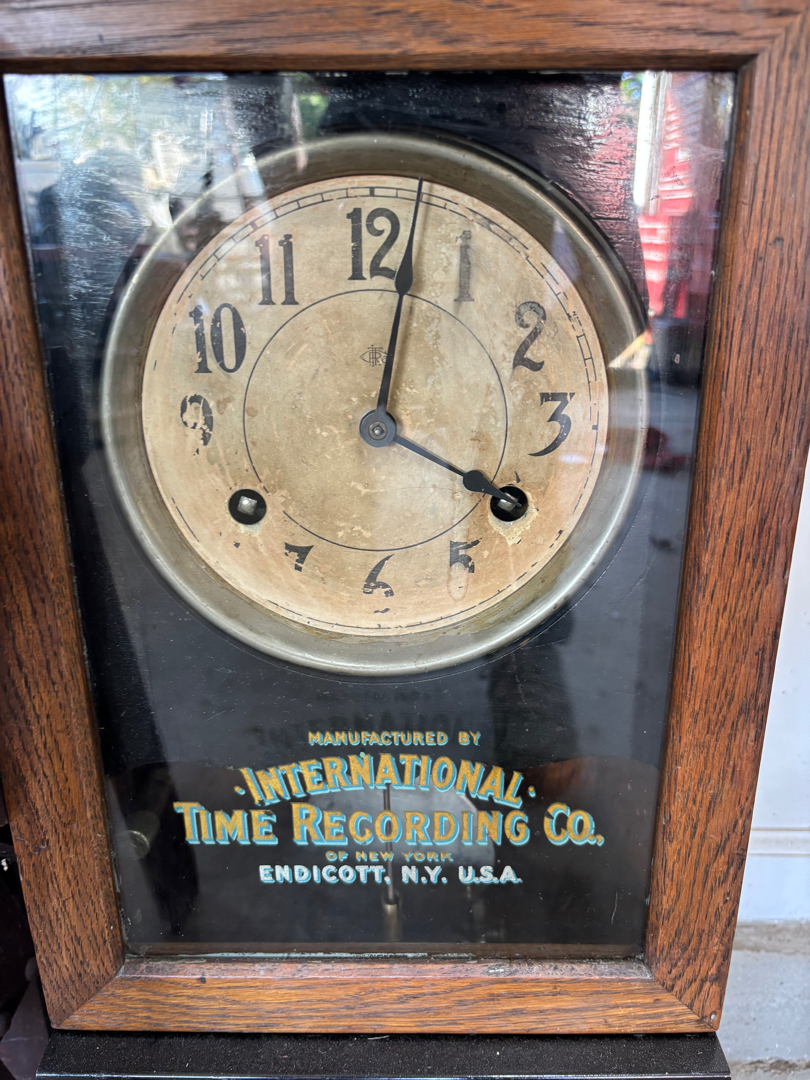 12
11
1
10
2
9
3
7
5
6
MANUFACTURED BY
·INTERNATIONAL·
TIME RECORDING CO.,
OF NEW YORK
ENDICOTT, N.Y. U.S.A.